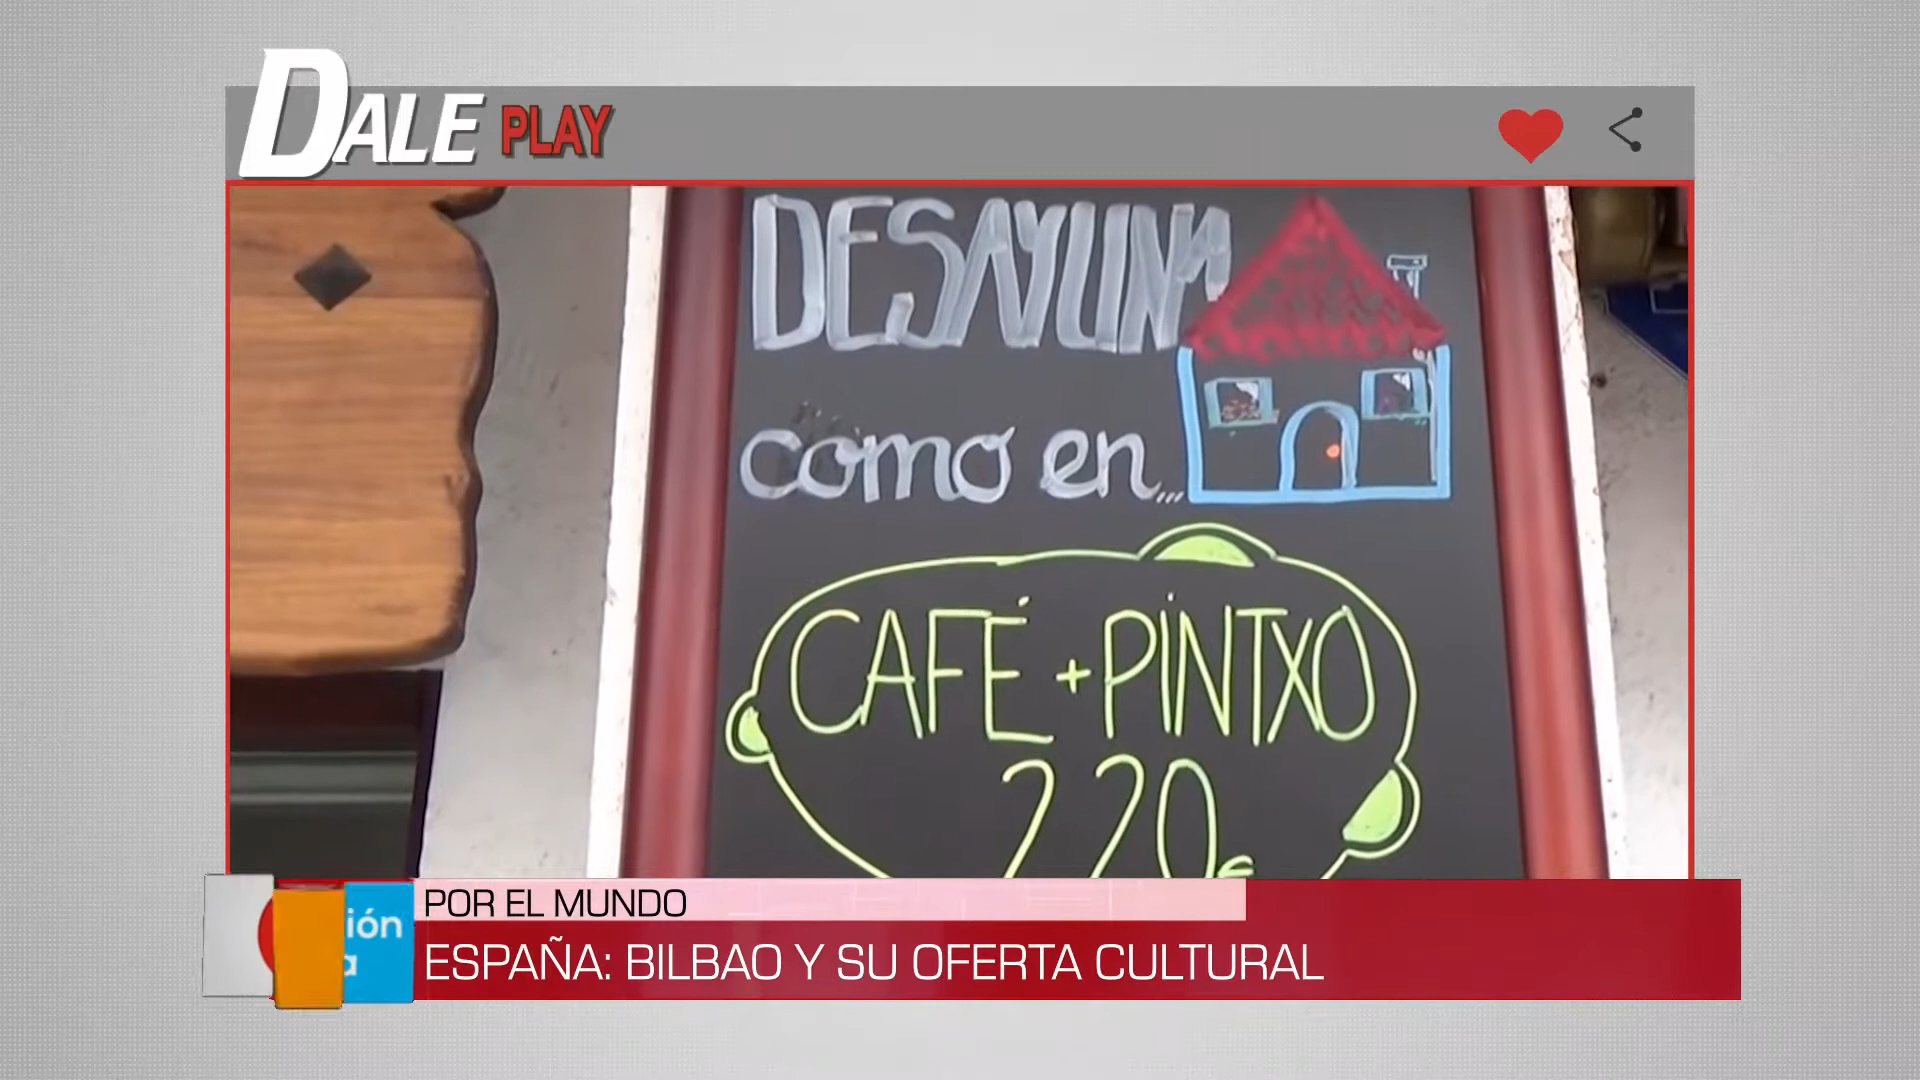 DALE PLAY
DESAYUNA
como en...
CAFÉ + PINTXO
2,20€
POR EL MUNDO
ESPAÑA: BILBAO Y SU OFERTA CULTURAL